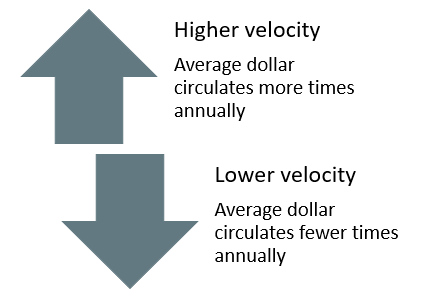 Higher velocity
Average dollar
circulates more times
annually
Lower velocity
Average dollar
circulates fewer times
annually